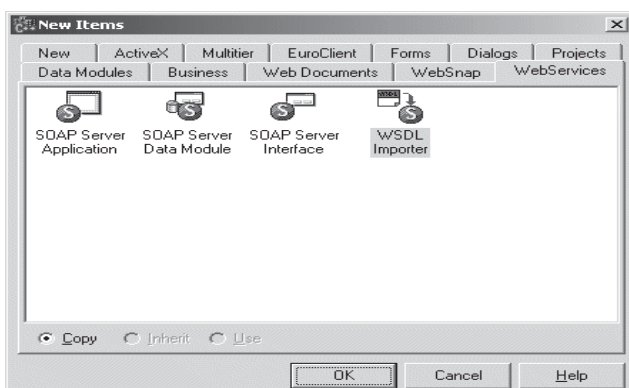 New Items
New ActiveX Multitier EuroClient Forms Dialogs Projects
Data Modules Business Web Documents WebSnap WebServices
SOAP Server Application
SOAP Server Data Module
SOAP Server Interface
WSDL Importer
Copy Inherit Use
OK Cancel Help